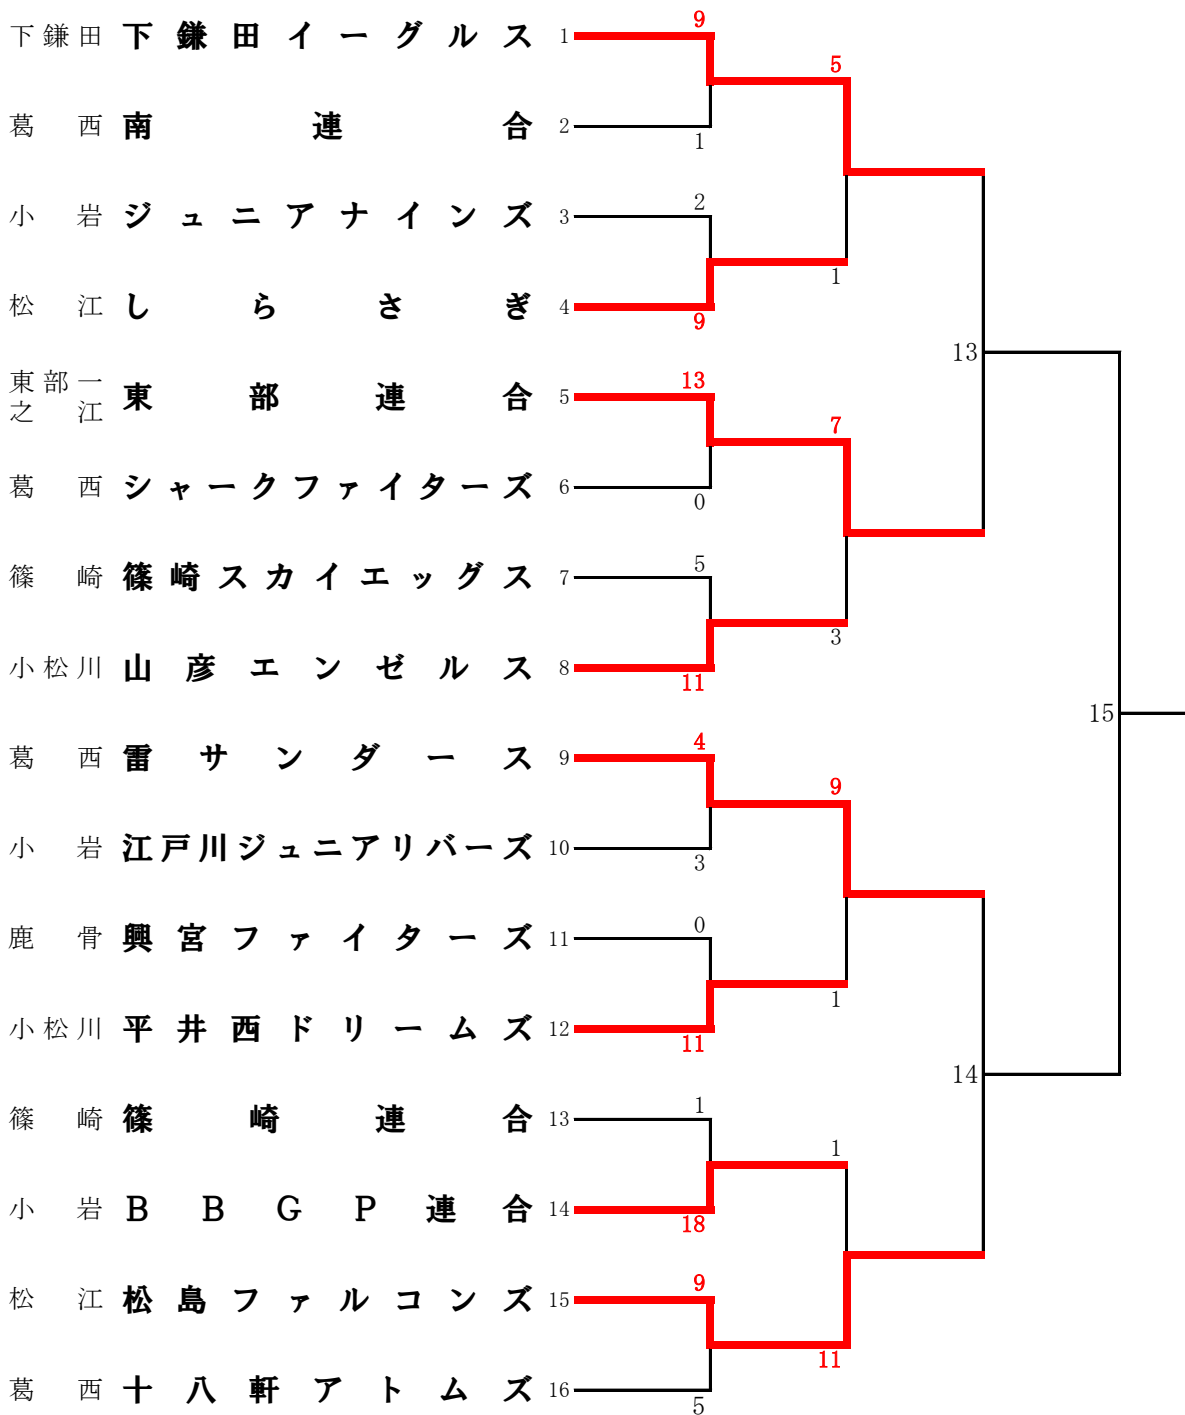 下鎌田 下鎌田イーグルス 1
9
5
葛西 南連合 2
1
小岩 ジュニアナインズ 3
2
1
松江 しらさぎ 4
9
13
東部一之江 東部連合 5
13
7
葛西 シャークファイターズ 6
0
篠崎 篠崎スカイエッグス 7
5
3
小松川 山彦エンゼルス 8
11
15
葛西 雷サンダース 9
4
9
小岩 江戸川ジュニアリバーズ 10
3
鹿骨 興宮ファイターズ 11
0
1
小松川 平井西ドリームズ 12
11
14
篠崎 篠崎連合 13
1
1
小岩 BBGP連合 14
18
松江 松島ファルコンズ 15
9
11
葛西 十八軒アトムズ 16
5